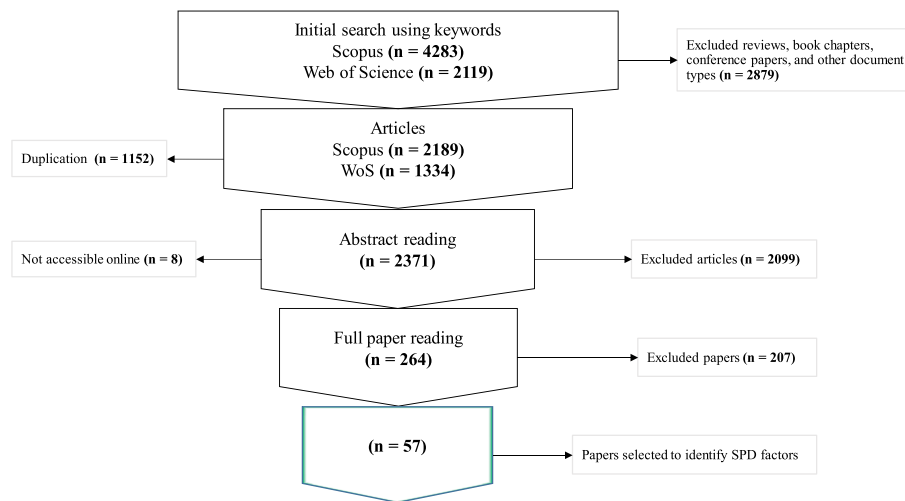 Initial search using keywords
Scopus (n = 4283)
Web of Science (n = 2119)
Excluded reviews, book chapters,
conference papers, and other document
types (n = 2879)
Articles
Scopus (n = 2189)
WoS (n = 1334)
Duplication (n = 1152)
Abstract reading
(n = 2371)
Not accessible online (n = 8)
Excluded articles (n = 2099)
Full paper reading
(n = 264)
Excluded papers (n = 207)
(n = 57)
Papers selected to identify SPD factors